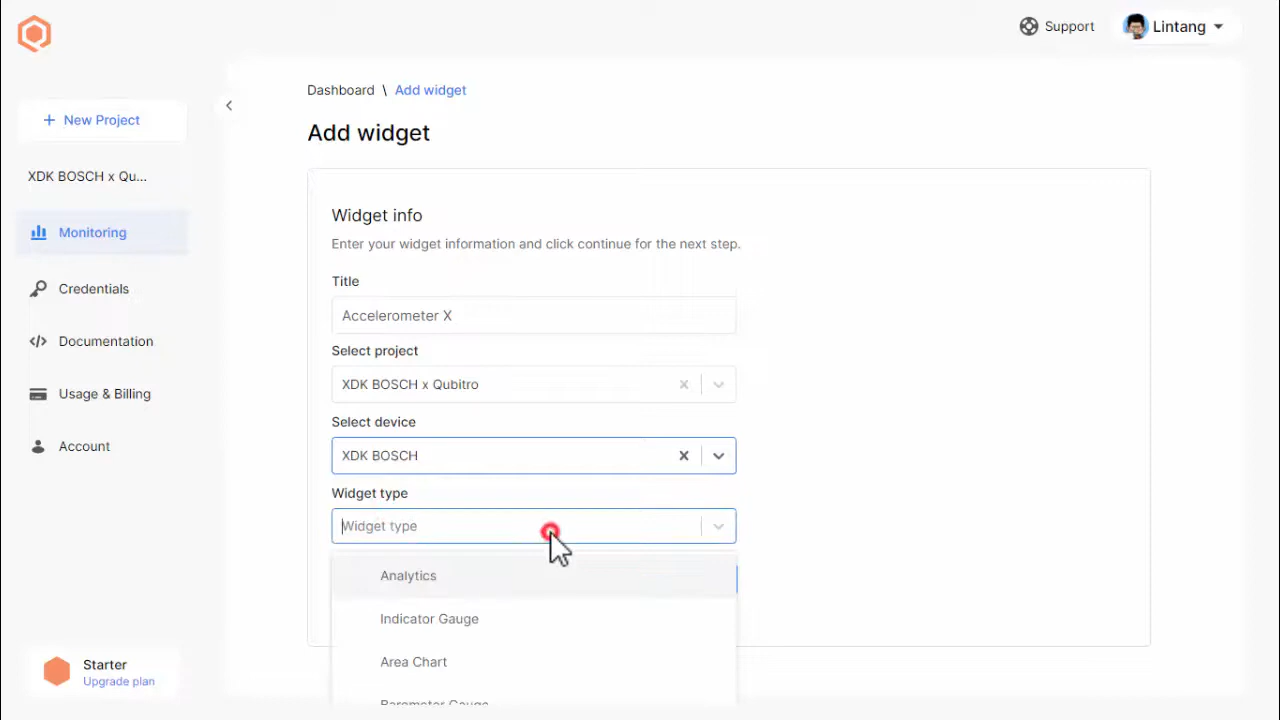 Support
Lintang
Dashboard \ Add widget
+ New Project
Add widget
XDK BOSCH x Qu...
Widget info
Monitoring
Enter your widget information and click continue for the next step.
Title
Credentials
Accelerometer X
Documentation
Select project
XDK BOSCH x Qubitro
Usage & Billing
Select device
Account
XDK BOSCH
Widget type
Widget type
Analytics
Indicator Gauge
Area Chart
Starter
Upgrade plan
Barometer Gauge